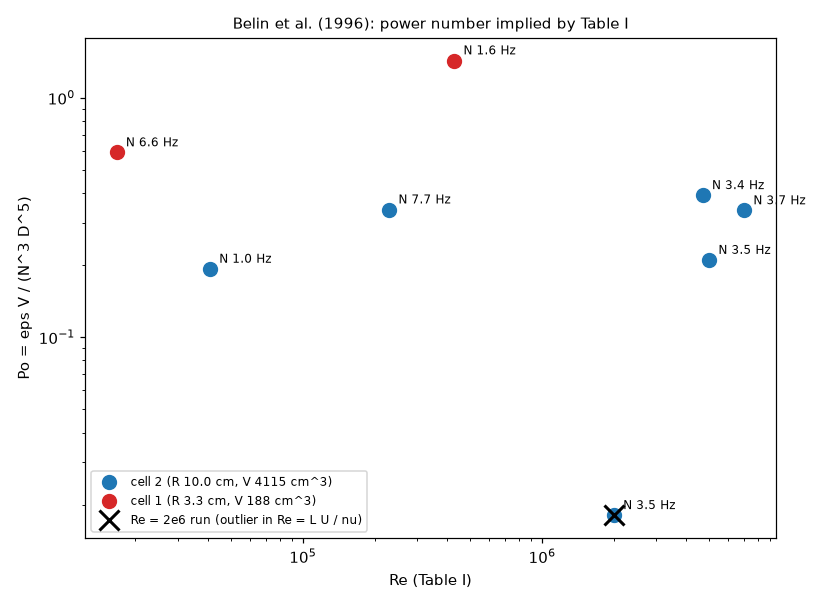 Belin et al. (1996): power number implied by Table I
Po = eps V / (N^3 D^5)
10^0
10^-1
N 1.6 Hz
N 6.6 Hz
N 3.4 Hz
N 7.7 Hz
N 3.7 Hz
N 1.0 Hz
N 3.5 Hz
N 3.5 Hz
cell 2 (R 10.0 cm, V 4115 cm^3)
cell 1 (R 3.3 cm, V 188 cm^3)
Re = 2e6 run (outlier in Re = L U / nu)
10^5
10^6
Re (Table I)